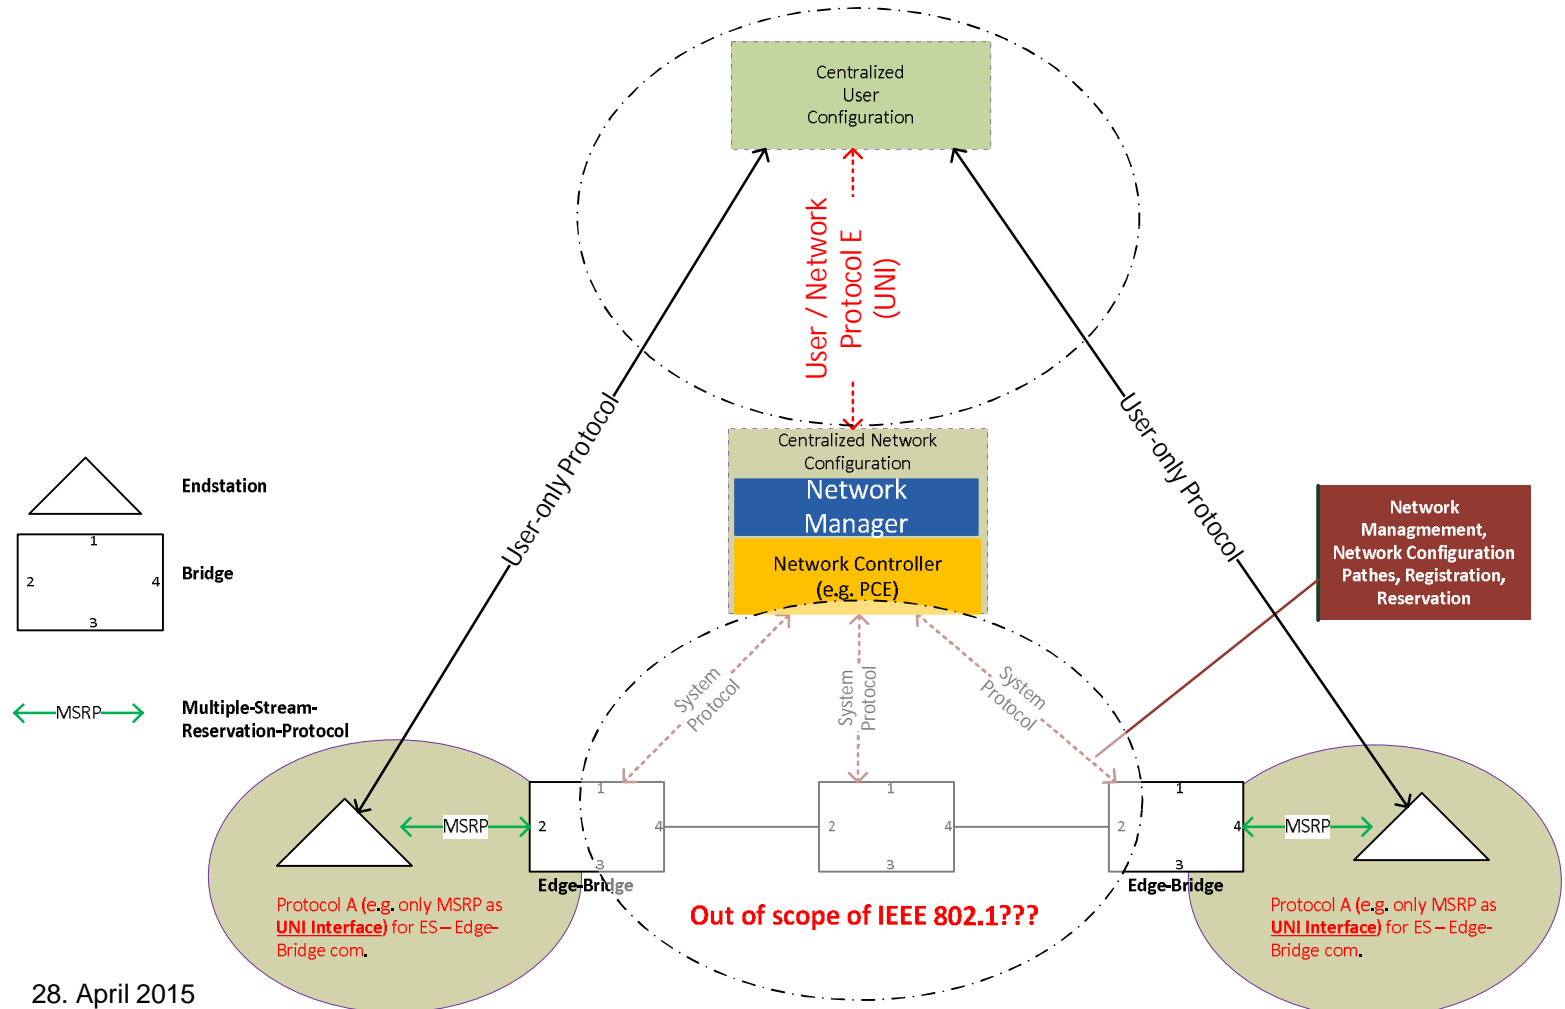 Centralized
User
Configuration
User / Network
Protocol E
(UNI)
User-only Protocol
User-only Protocol
Centralized Network
Configuration
Network
Manager
Network Controller
(e.g. PCE)
Network
Managmement,
Network Configuration
Pathes, Registration,
Reservation
Endstation
1
2
4
3
Bridge
MSRP
Multiple-Stream-
Reservation-Protocol
System
Protocol
System
Protocol
System
Protocol
MSRP
1
2
4
3
Edge-Bridge
1
2
4
3
1
2
4
3
Edge-Bridge
MSRP
Protocol A (e.g. only MSRP as
UNI Interface) for ES – Edge-
Bridge com.
Out of scope of IEEE 802.1???
Protocol A (e.g. only MSRP as
UNI Interface) for ES – Edge-
Bridge com.
28. April 2015